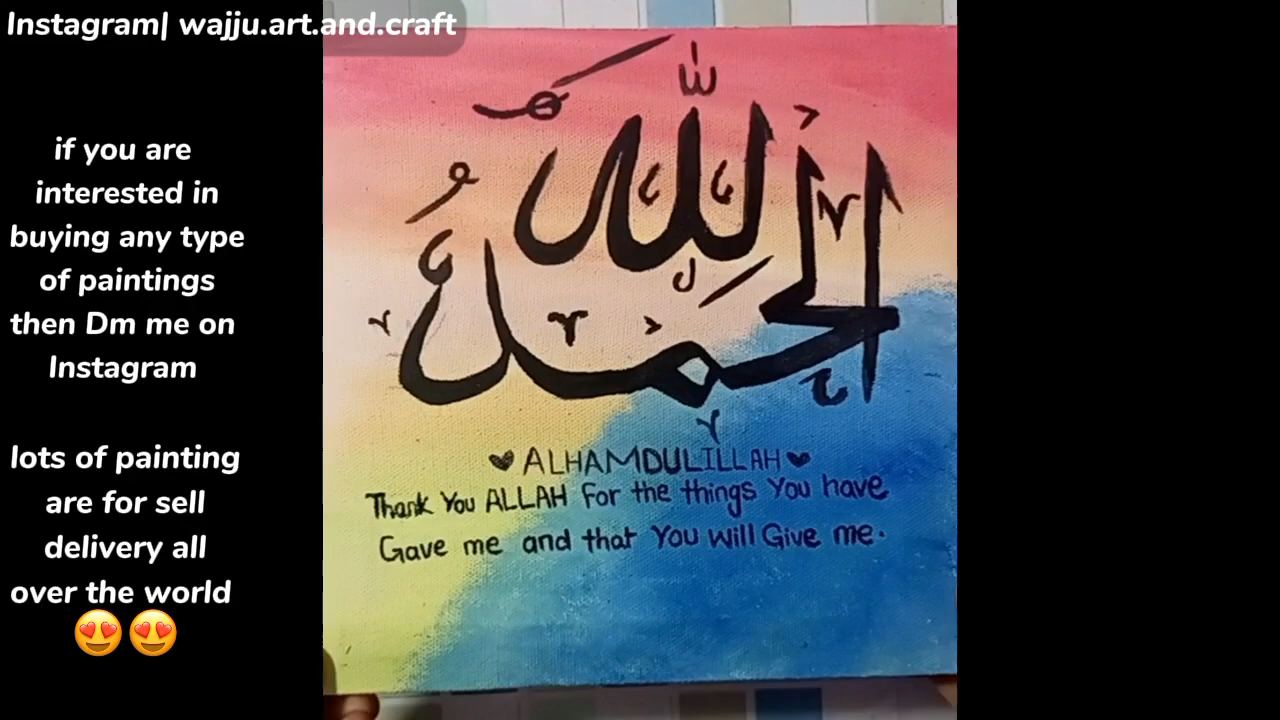 Instagram| wajju.art.and.craft
if you are
interested in
buying any type
of paintings
then Dm me on
Instagram
lots of painting
are for sell
delivery all
over the world
😍😍
الحمد لله
ALHAMDULILLAH
Thank You ALLAH For the things You have
Gave me and that You will Give me.